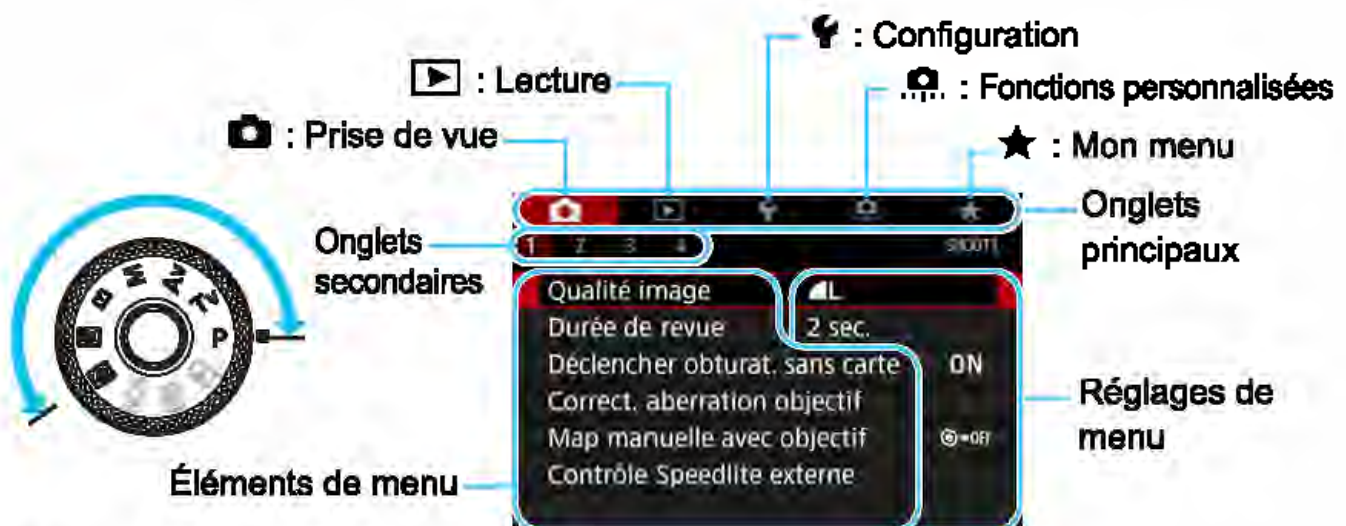 : Configuration
: Lecture
: Fonctions personnalisées
: Prise de vue
: Mon menu
Onglets
principaux
Onglets
secondaires
1 2 3 4
SHOOT1
Qualité image
L
Durée de revue
2 sec.
Déclencher obturat. sans carte
ON
Correct. aberration objectif
Map manuelle avec objectif
OFF
Contrôle Speedlite externe
Réglages de
menu
Éléments de menu
B M Av Tv P